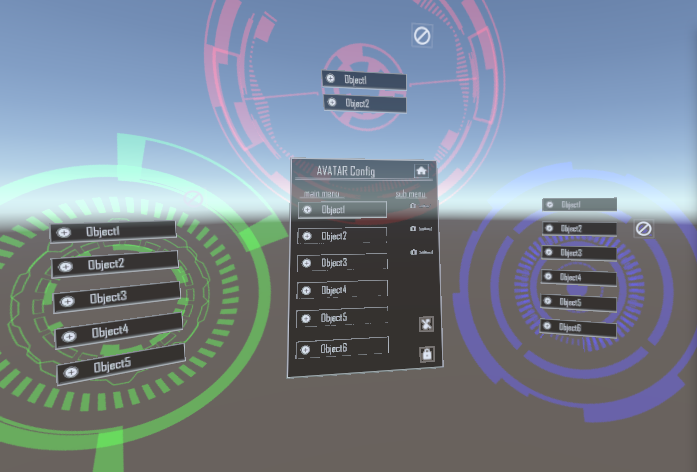 Object1
Object2
AVATAR Config
main menu
sub menu
Object1
Object2
Object3
Object4
Object5
Object6
Object1
Object2
Object3
Object4
Object5
Object1
Object2
Object3
Object4
Object5
Object6